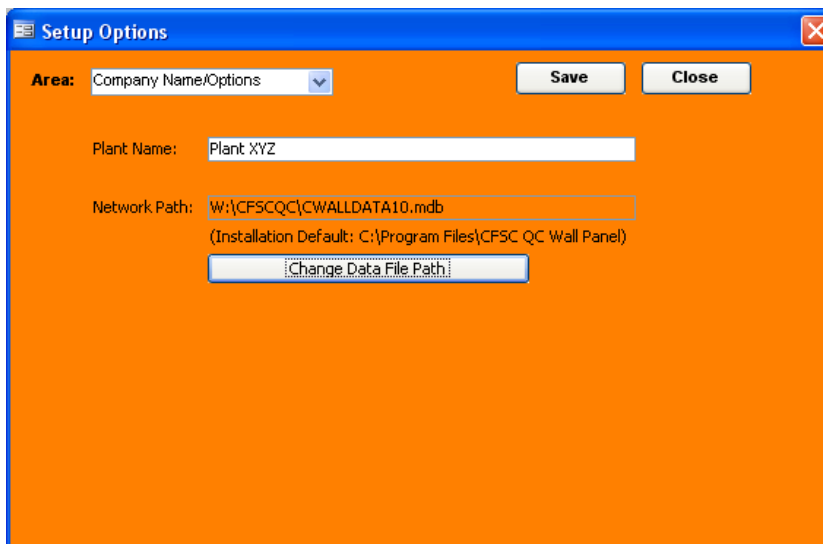 Setup Options
Area: Company Name/Options Save Close
Plant Name: Plant XYZ
Network Path: W:\CFSCQC\CWALLDATA10.mdb
(Installation Default: C:\Program Files\CFSC QC Wall Panel)
Change Data File Path